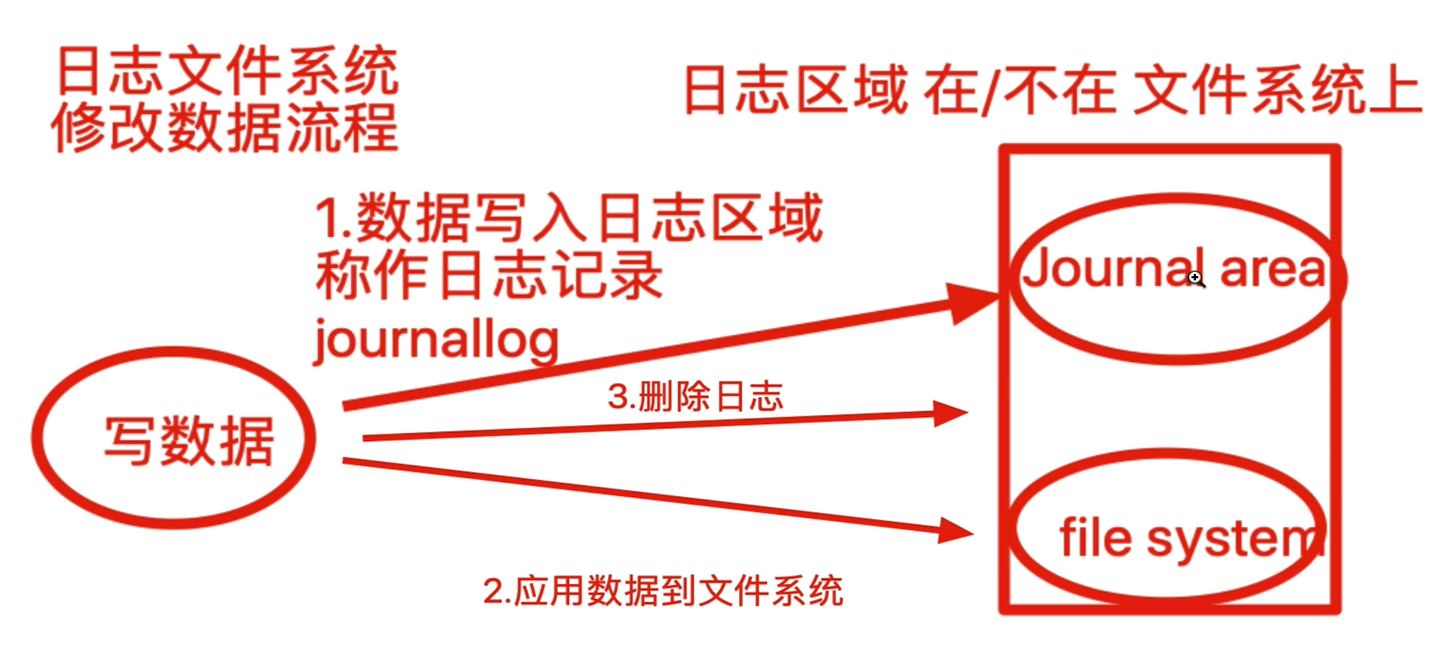 日志文件系统
修改数据流程
日志区域 在/不在 文件系统上
1.数据写入日志区域
称作日志记录
journallog
Journal area
3.删除日志
写数据
file system
2.应用数据到文件系统